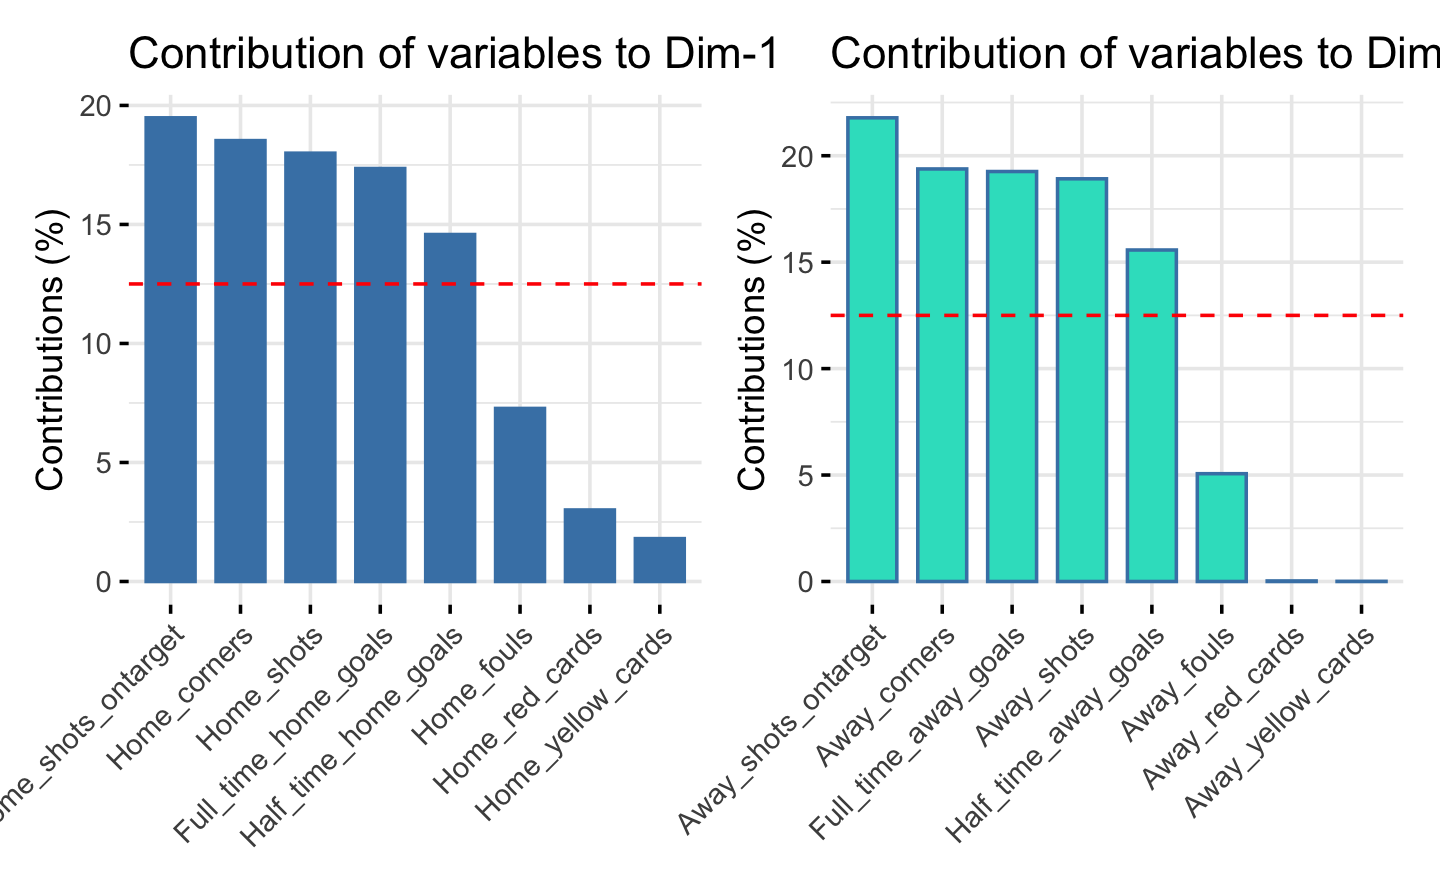 Contribution of variables to Dim-1
Contributions (%)
20
15
10
5
0
ome_shots_ontarget
Home_corners
Home_shots
Full_time_home_goals
Half_time_home_goals
Home_fouls
Home_red_cards
Home_yellow_cards
Contribution of variables to Dim
Contributions (%)
20
15
10
5
0
Away_shots_ontarget
Away_corners
Full_time_away_goals
Away_shots
Half_time_away_goals
Away_fouls
Away_red_cards
Away_yellow_cards